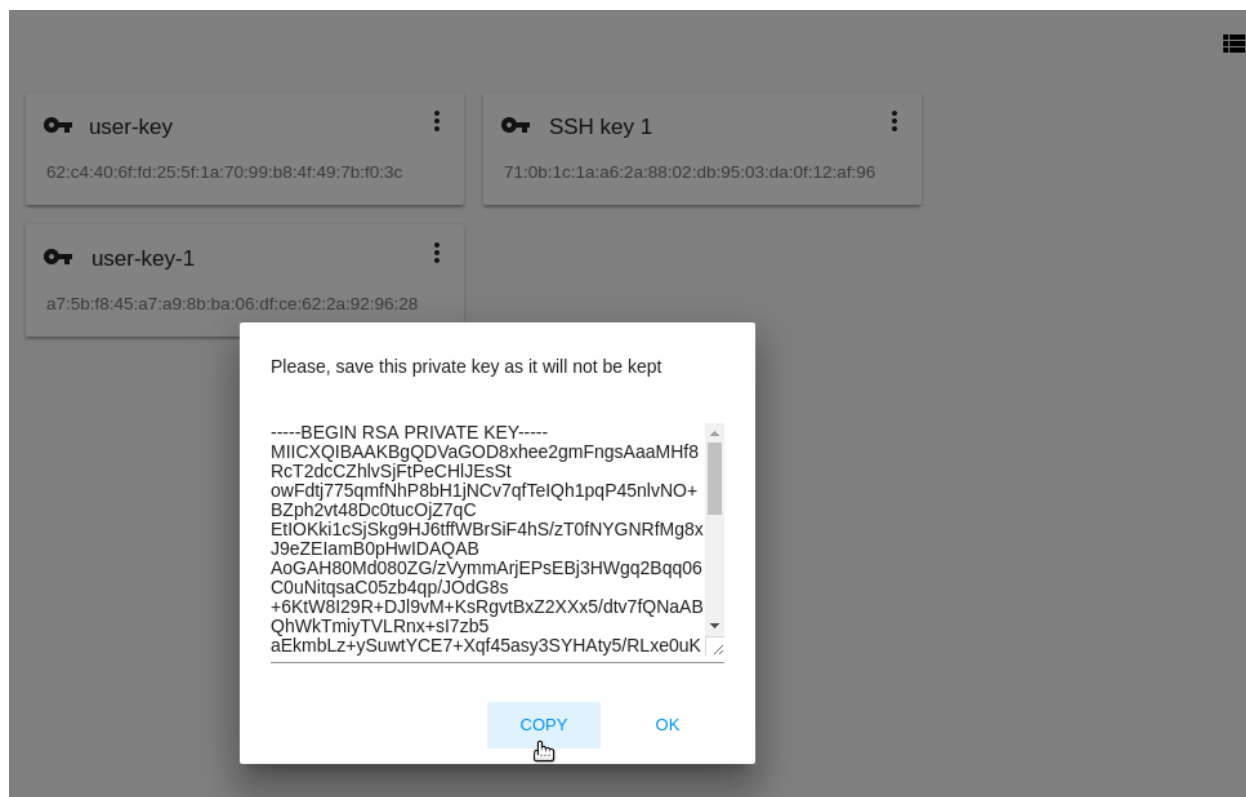 user-key
62:c4:40:6f:fd:25:5f:1a:70:99:b8:4f:49:7b:f0:3c
SSH key 1
71:0b:1c:1a:a6:2a:88:02:db:95:03:da:0f:12:af:96
user-key-1
a7:5b:f8:45:a7:a9:8b:ba:06:df:ce:62:2a:92:96:28
Please, save this private key as it will not be kept
-----BEGIN RSA PRIVATE KEY-----
MIICXQIBAAKBgQDVaGOD8xhee2gmFngsAaaMHf8
RcT2dcCZhlvSjFtPeCHlJEsSt
owFdtj775qmfNhP8bH1jNCv7qfTeIQh1pqP45nlvNO+
BZph2vt48Dc0tucOjZ7qC
EtIOKki1cSjSkg9HJ6tffWBrSiF4hS/zT0fNYGNRfMg8x
J9eZEIamB0pHwIDAQAB
AoGAH80Md080ZG/zVymmArjEPsEBj3HWgq2Bqq06
C0uNitqsaC05zb4qp/JOdG8s
+6KtW8I29R+DJl9vM+KsRgvtBxZ2XXx5/dtv7fQNaAB
QhWkTmiyTVLRnx+sI7zb5
aEkmbLz+ySuwtYCE7+Xqf45asy3SYHAty5/RLxe0uK
COPY
OK